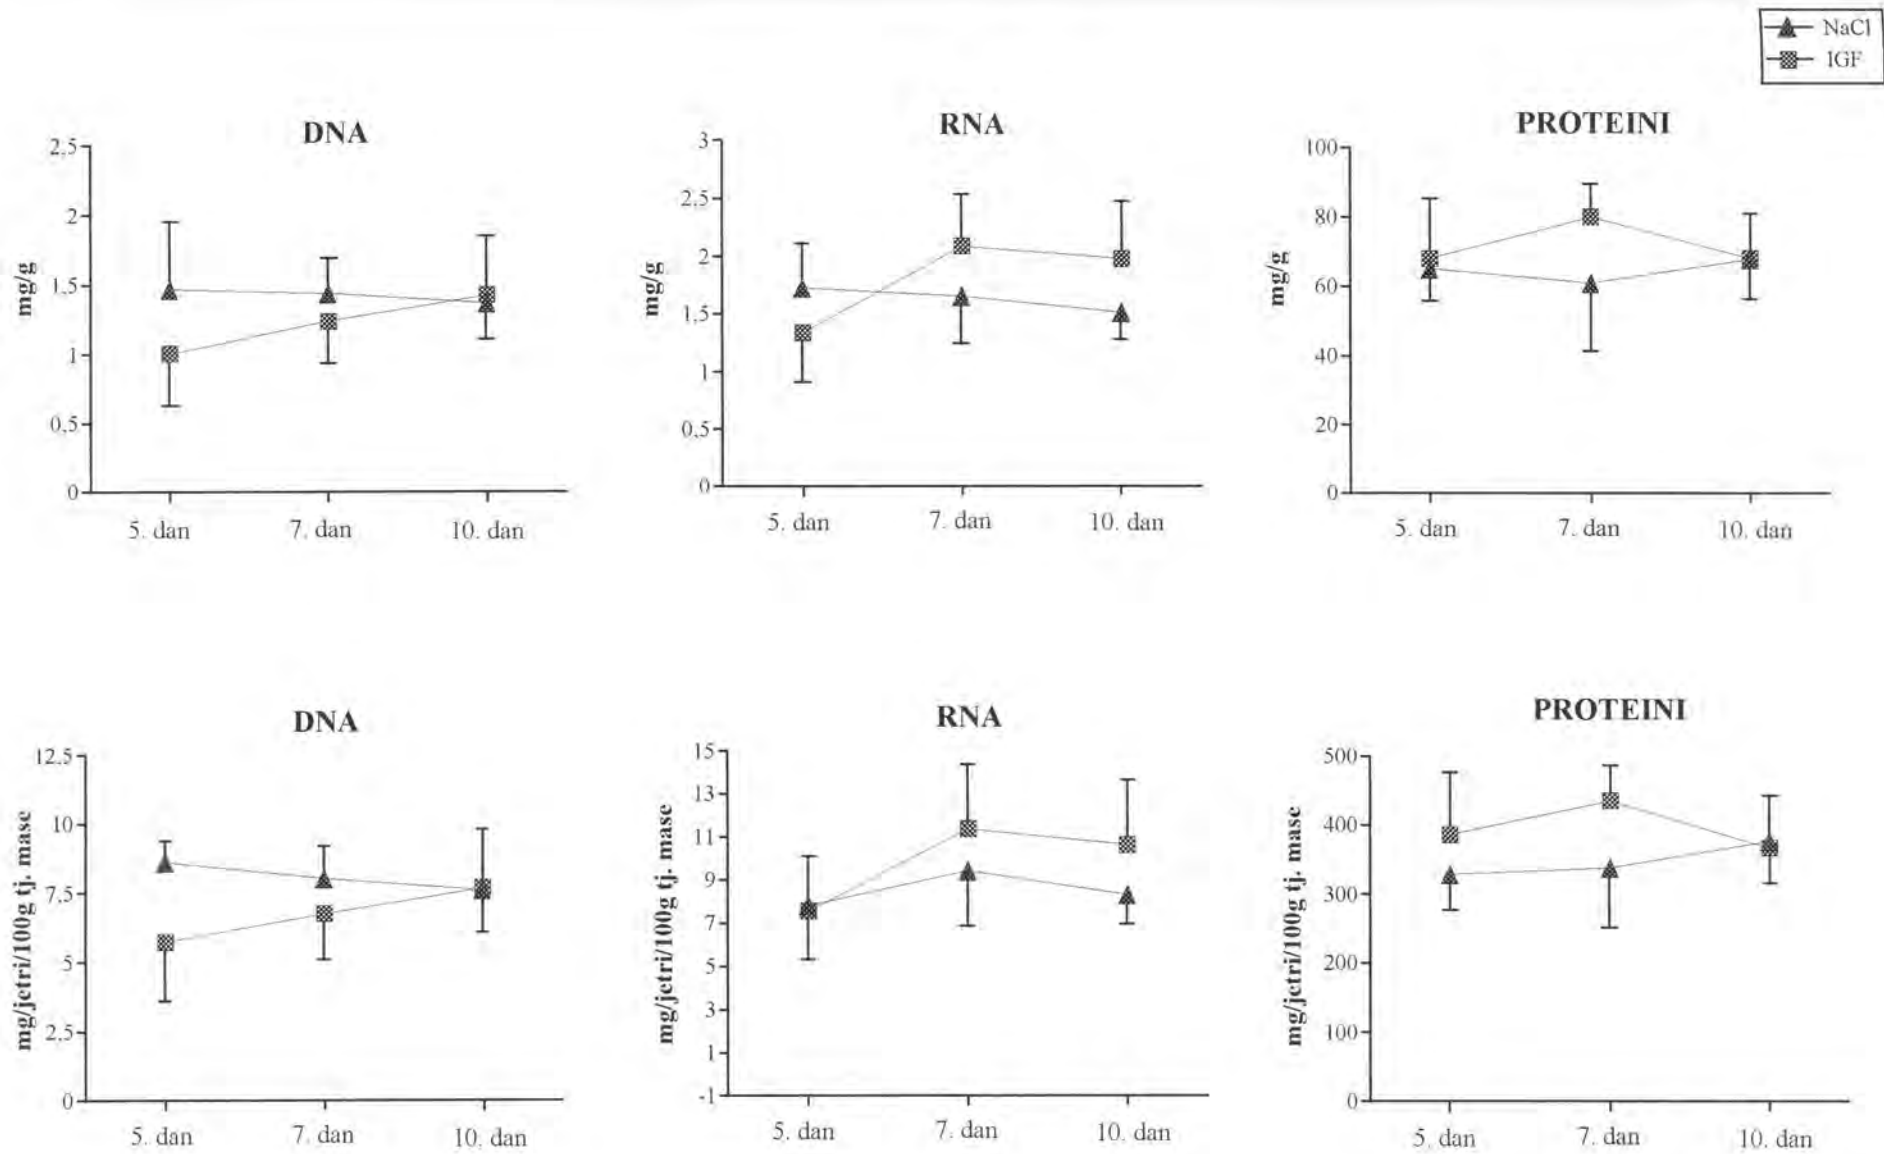 NaCl
IGF
DNA
mg/g
2.5
2
1.5
1
0.5
0
5. dan
7. dan
10. dan
RNA
mg/g
3
2.5
2
1.5
1
0.5
0
5. dan
7. dan
10. dan
PROTEINI
mg/g
100
80
60
40
20
0
5. dan
7. dan
10. dan
DNA
mg/jetri/100g tj. mase
12.5
10
7.5
5
2.5
0
5. dan
7. dan
10. dan
RNA
mg/jetri/100g tj. mase
15
13
11
9
7
5
3
1
-1
5. dan
7. dan
10. dan
PROTEINI
mg/jetri/100g tj. mase
500
400
300
200
100
0
5. dan
7. dan
10. dan